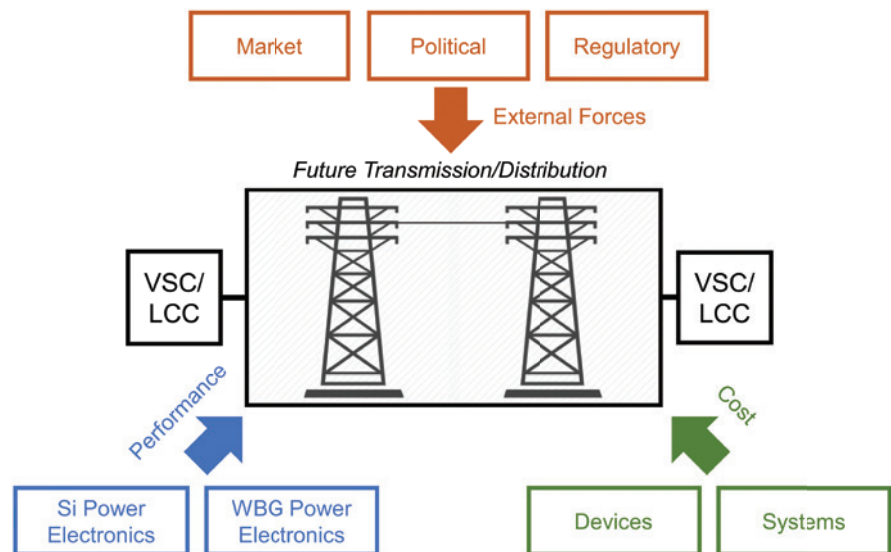 Market
Political
Regulatory
External Forces
Future Transmission/Distribution
VSC/
LCC
VSC/
LCC
Performance
Cost
Si Power
Electronics
WBG Power
Electronics
Devices
Systems